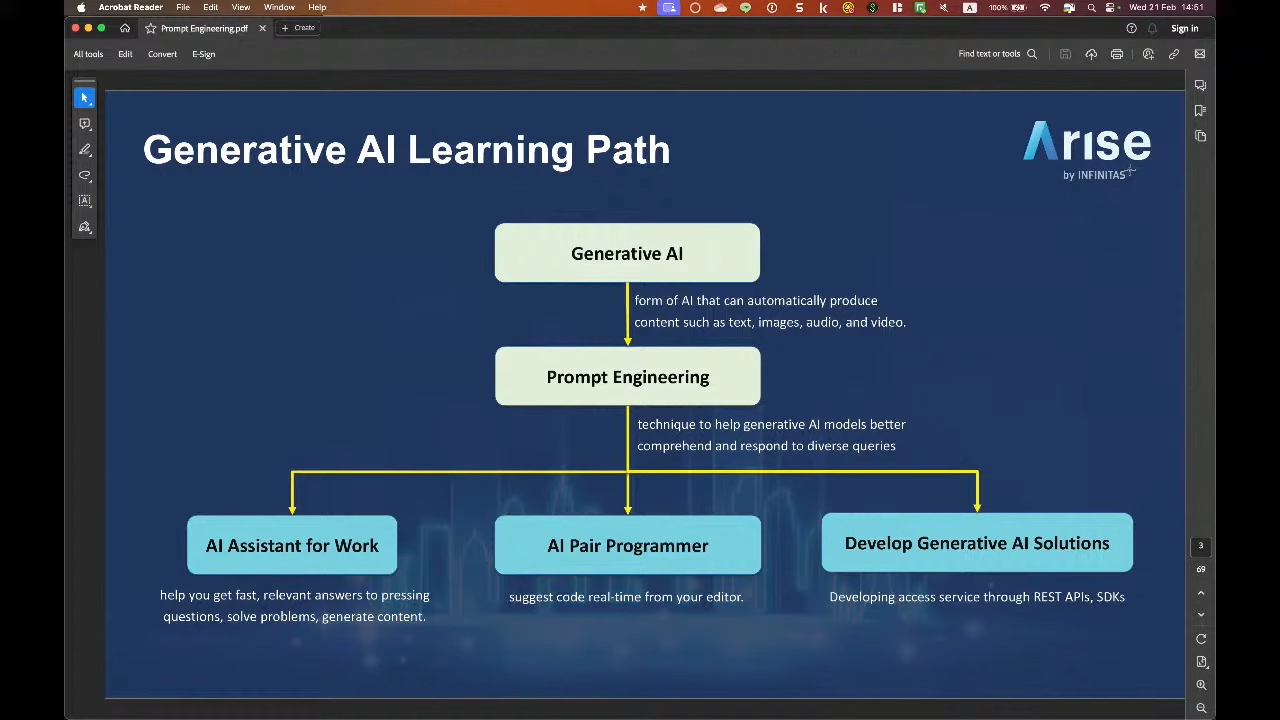 Acrobat Reader File Edit View Window Help
100% Wed 21 Feb 14:51
Prompt Engineering.pdf
Create
Sign in
All tools Edit Convert E-Sign
Find text or tools
Generative AI Learning Path
Arise
by INFINITAS
Generative AI
form of AI that can automatically produce
content such as text, images, audio, and video.
Prompt Engineering
technique to help generative AI models better
comprehend and respond to diverse queries
AI Assistant for Work
AI Pair Programmer
Develop Generative AI Solutions
help you get fast, relevant answers to pressing
questions, solve problems, generate content.
suggest code real-time from your editor.
Developing access service through REST APIs, SDKs
3
69